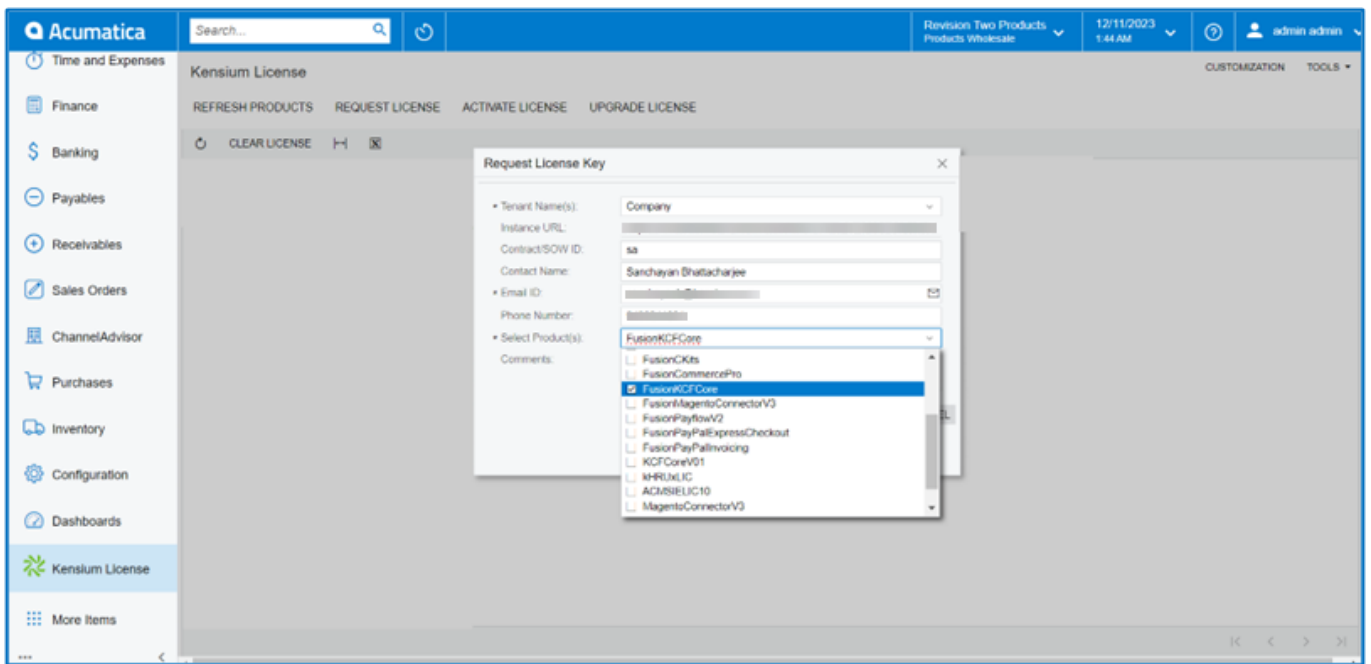 Acumatica
Search...
Revision Two Products
Products Wholesale
12/11/2023
1:44 AM
admin admin
Time and Expenses
Finance
Banking
Payables
Receivables
Sales Orders
ChannelAdvisor
Purchases
Inventory
Configuration
Dashboards
Kensium License
More Items
Kensium License
CUSTOMIZATION TOOLS
REFRESH PRODUCTS REQUEST LICENSE ACTIVATE LICENSE UPGRADE LICENSE
CLEAR LICENSE
Request License Key
* Tenant Name(s): Company
Instance URL:
Contract/SOW ID: sa
Contact Name: Sanchayan Bhattacharjee
* Email ID:
Phone Number:
* Select Product(s): FusionKCFCore
Comments:
FusionCKits
FusionCommercePro
FusionKCFCore
FusionMagentoConnectorV3
FusionPayflowV2
FusionPayPalExpressCheckout
FusionPayPalInvoicing
KCFCoreV01
kHRUxLIC
ACMSIELIC10
MagentoConnectorV3